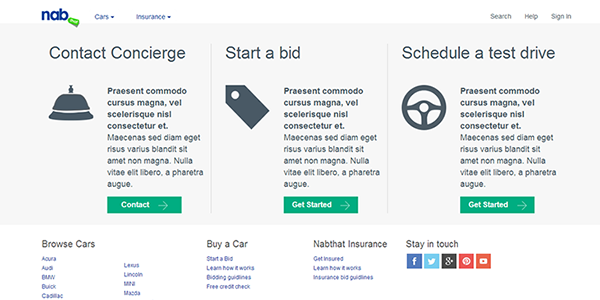 nab
Cars
Insurance
Search
Help
Sign In
Contact Concierge
Praesent commodo
cursus magna, vel
scelerisque nisl
consectetur et.
Maecenas sed diam eget
risus varius blandit sit
amet non magna. Nulla
vitae elit libero, a pharetra
augue.
Contact
Start a bid
Praesent commodo
cursus magna, vel
scelerisque nisl
consectetur et.
Maecenas sed diam eget
risus varius blandit sit
amet non magna. Nulla
vitae elit libero, a pharetra
augue.
Get Started
Schedule a test drive
Praesent commodo
cursus magna, vel
scelerisque nisl
consectetur et.
Maecenas sed diam eget
risus varius blandit sit
amet non magna. Nulla
vitae elit libero, a pharetra
augue.
Get Started
Browse Cars
Acura
Audi
BMW
Buick
Cadillac
Lexus
Lincoln
MINI
Mazda
Buy a Car
Start a Bid
Learn how it works
Bidding guidlines
Free credit check
Nabthat Insurance
Get Insured
Learn how it works
Insurance bid guidlines
Stay in touch